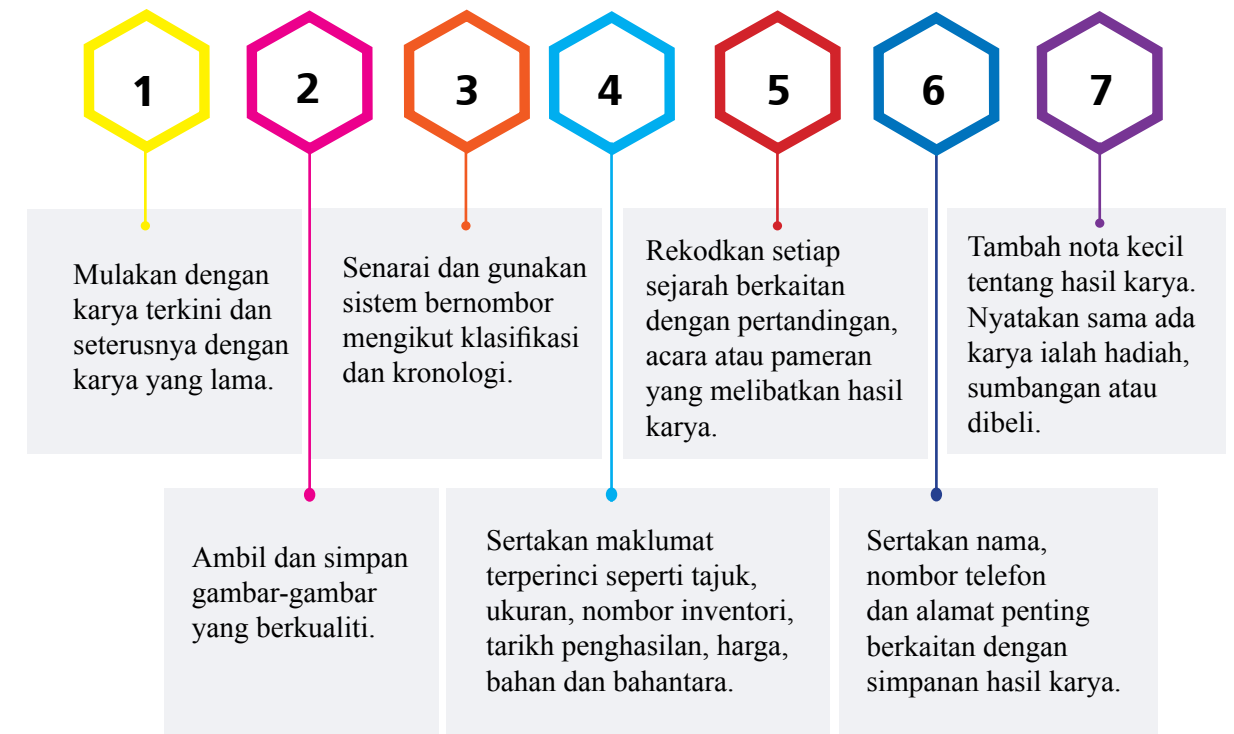 1
Mulakan dengan
karya terkini dan
seterusnya dengan
karya yang lama.
2
Ambil dan simpan
gambar-gambar
yang berkualiti.
3
Senarai dan gunakan
sistem bernombor
mengikut klasifikasi
dan kronologi.
4
Sertakan maklumat
terperinci seperti tajuk,
ukuran, nombor inventori,
tarikh penghasilan, harga,
bahan dan bahantara.
5
Rekodkan setiap
sejarah berkaitan
dengan pertandingan,
acara atau pameran
yang melibatkan hasil
karya.
6
Sertakan nama,
nombor telefon
dan alamat penting
berkaitan dengan
simpanan hasil karya.
7
Tambah nota kecil
tentang hasil karya.
Nyatakan sama ada
karya ialah hadiah,
sumbangan atau
dibeli.